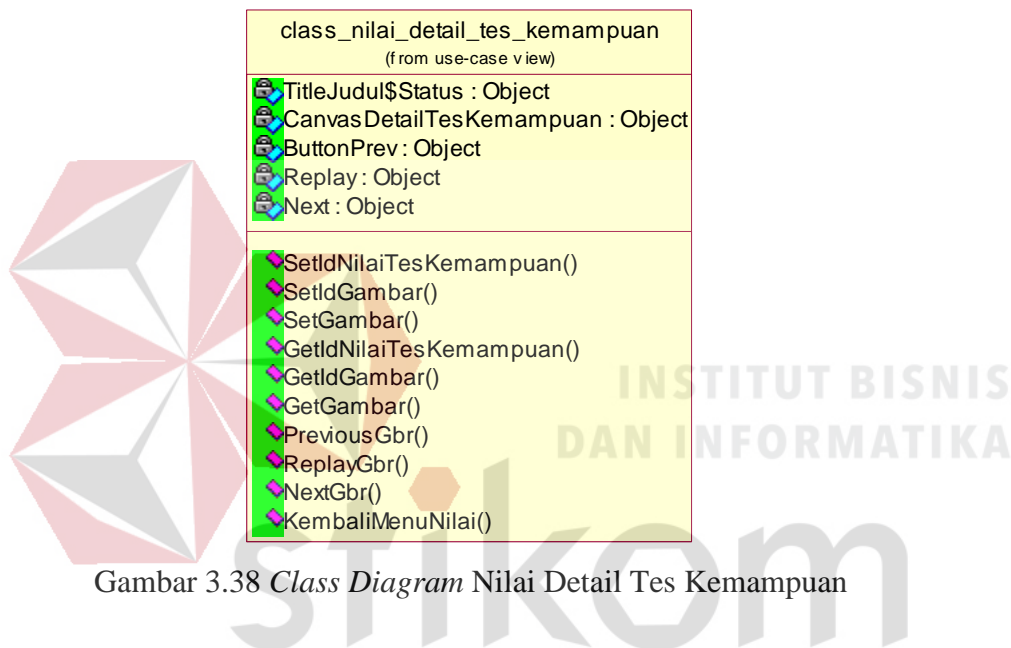 class_nilai_detail_tes_kemampuan
(from use-case view)
TitleJudul$Status : Object
CanvasDetailTesKemampuan : Object
ButtonPrev : Object
Replay : Object
Next : Object
SetIdNilaiTesKemampuan()
SetIdGambar()
SetGambar()
GetIdNilaiTesKemampuan()
GetIdGambar()
GetGambar()
PreviousGbr()
ReplayGbr()
NextGbr()
KembaliMenuNilai()
INSTITUT BISNIS
DAN INFORMATIKA
stikom
Gambar 3.38 Class Diagram Nilai Detail Tes Kemampuan